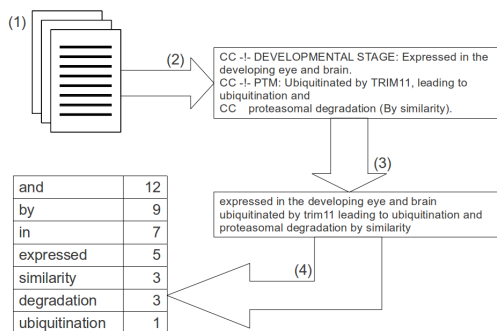 (1)
(2)
CC -!- DEVELOPMENTAL STAGE: Expressed in the
developing eye and brain.
CC -!- PTM: Ubiquitinated by TRIM11, leading to
ubiquitination and
CC proteasomal degradation (By similarity).
(3)
expressed in the developing eye and brain
ubiquitinated by trim11 leading to ubiquitination and
proteasomal degradation by similarity
(4)
and 12
by 9
in 7
expressed 5
similarity 3
degradation 3
ubiquitination 1